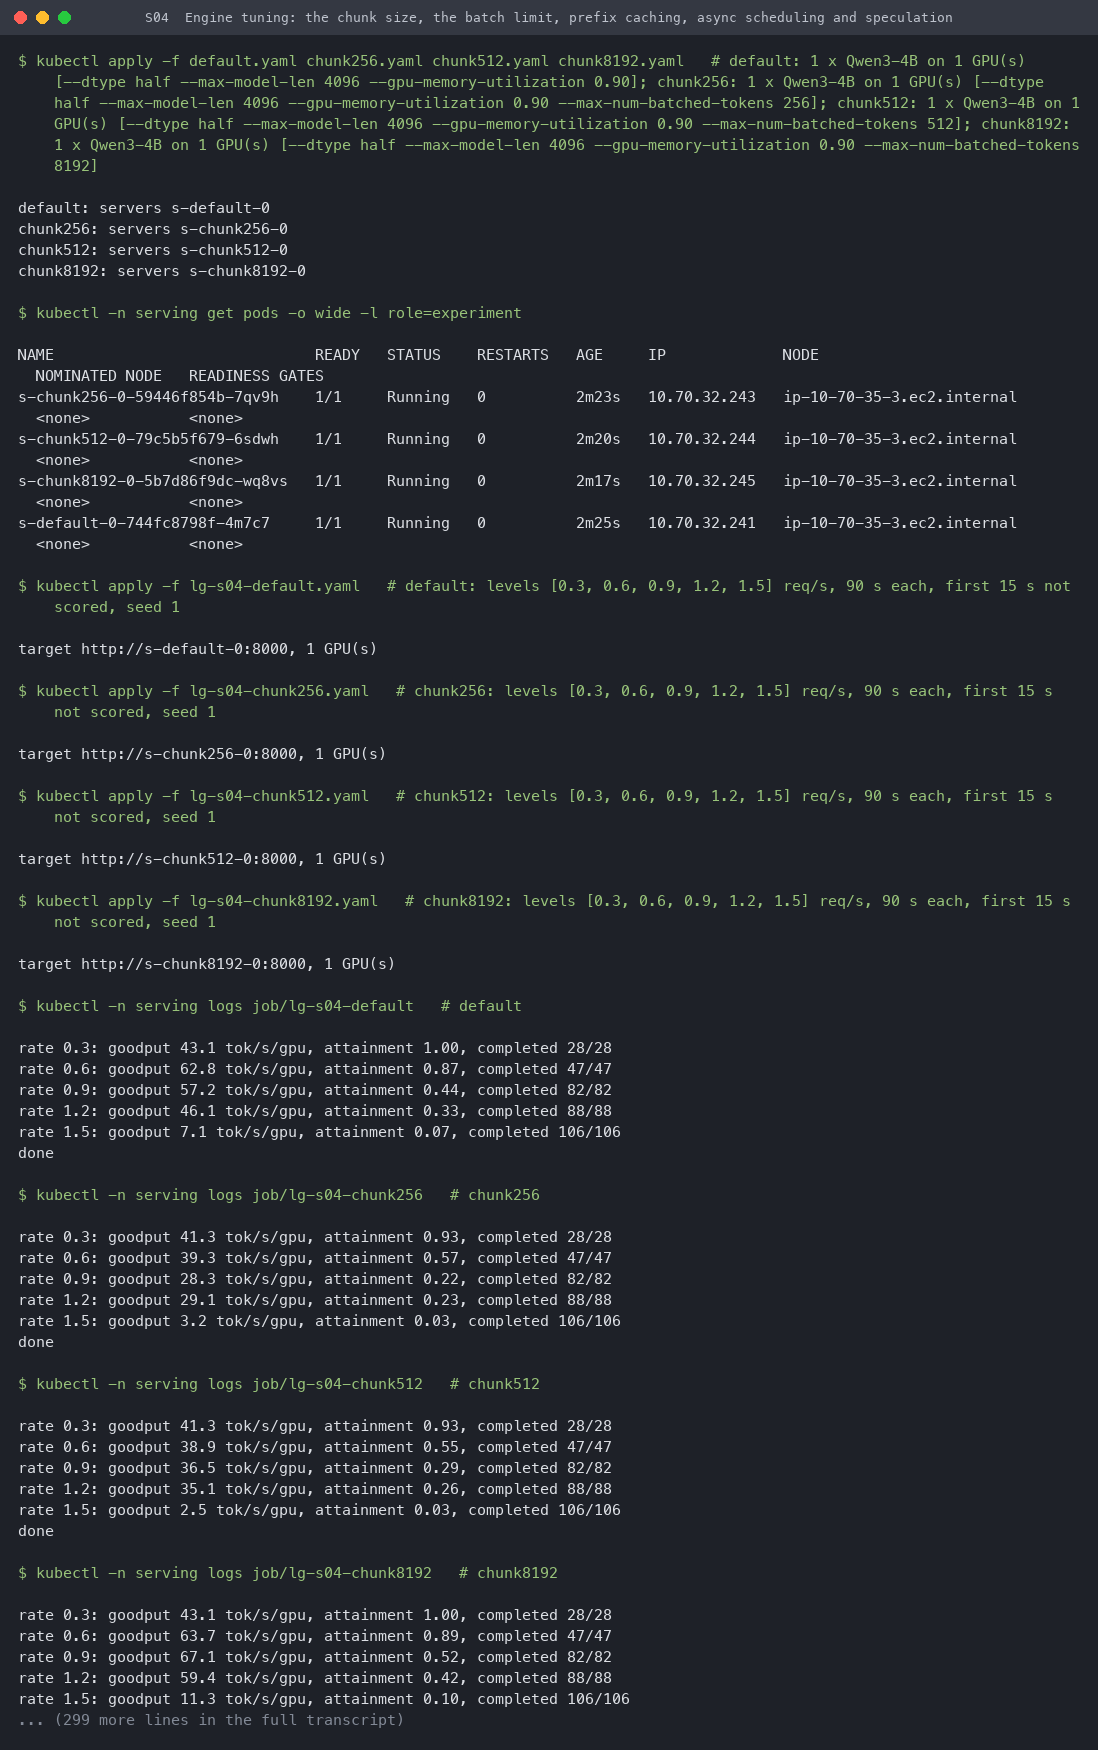 S04  Engine tuning: the chunk size, the batch limit, prefix caching, async scheduling and speculation
$ kubectl apply -f default.yaml chunk256.yaml chunk512.yaml chunk8192.yaml   # default: 1 x Qwen3-4B on 1 GPU(s)
[--dtype half --max-model-len 4096 --gpu-memory-utilization 0.90]; chunk256: 1 x Qwen3-4B on 1 GPU(s) [--dtype
half --max-model-len 4096 --gpu-memory-utilization 0.90 --max-num-batched-tokens 256]; chunk512: 1 x Qwen3-4B on 1
GPU(s) [--dtype half --max-model-len 4096 --gpu-memory-utilization 0.90 --max-num-batched-tokens 512]; chunk8192:
1 x Qwen3-4B on 1 GPU(s) [--dtype half --max-model-len 4096 --gpu-memory-utilization 0.90 --max-num-batched-tokens
8192]
default: servers s-default-0
chunk256: servers s-chunk256-0
chunk512: servers s-chunk512-0
chunk8192: servers s-chunk8192-0
$ kubectl -n serving get pods -o wide -l role=experiment
NAME                             READY   STATUS    RESTARTS   AGE     IP             NODE
NOMINATED NODE   READINESS GATES
s-chunk256-0-59446f854b-7qv9h    1/1     Running   0          2m23s   10.70.32.243   ip-10-70-35-3.ec2.internal
<none>           <none>
s-chunk512-0-79c5b5f679-6sdwh    1/1     Running   0          2m20s   10.70.32.244   ip-10-70-35-3.ec2.internal
<none>           <none>
s-chunk8192-0-5b7d86f9dc-wq8vs   1/1     Running   0          2m17s   10.70.32.245   ip-10-70-35-3.ec2.internal
<none>           <none>
s-default-0-744fc8798f-4m7c7     1/1     Running   0          2m25s   10.70.32.241   ip-10-70-35-3.ec2.internal
<none>           <none>
$ kubectl apply -f lg-s04-default.yaml   # default: levels [0.3, 0.6, 0.9, 1.2, 1.5] req/s, 90 s each, first 15 s not
scored, seed 1
target http://s-default-0:8000, 1 GPU(s)
$ kubectl apply -f lg-s04-chunk256.yaml   # chunk256: levels [0.3, 0.6, 0.9, 1.2, 1.5] req/s, 90 s each, first 15 s
not scored, seed 1
target http://s-chunk256-0:8000, 1 GPU(s)
$ kubectl apply -f lg-s04-chunk512.yaml   # chunk512: levels [0.3, 0.6, 0.9, 1.2, 1.5] req/s, 90 s each, first 15 s
not scored, seed 1
target http://s-chunk512-0:8000, 1 GPU(s)
$ kubectl apply -f lg-s04-chunk8192.yaml   # chunk8192: levels [0.3, 0.6, 0.9, 1.2, 1.5] req/s, 90 s each, first 15 s
not scored, seed 1
target http://s-chunk8192-0:8000, 1 GPU(s)
$ kubectl -n serving logs job/lg-s04-default   # default
rate 0.3: goodput 43.1 tok/s/gpu, attainment 1.00, completed 28/28
rate 0.6: goodput 62.8 tok/s/gpu, attainment 0.87, completed 47/47
rate 0.9: goodput 57.2 tok/s/gpu, attainment 0.44, completed 82/82
rate 1.2: goodput 46.1 tok/s/gpu, attainment 0.33, completed 88/88
rate 1.5: goodput 7.1 tok/s/gpu, attainment 0.07, completed 106/106
done
$ kubectl -n serving logs job/lg-s04-chunk256   # chunk256
rate 0.3: goodput 41.3 tok/s/gpu, attainment 0.93, completed 28/28
rate 0.6: goodput 39.3 tok/s/gpu, attainment 0.57, completed 47/47
rate 0.9: goodput 28.3 tok/s/gpu, attainment 0.22, completed 82/82
rate 1.2: goodput 29.1 tok/s/gpu, attainment 0.23, completed 88/88
rate 1.5: goodput 3.2 tok/s/gpu, attainment 0.03, completed 106/106
done
$ kubectl -n serving logs job/lg-s04-chunk512   # chunk512
rate 0.3: goodput 41.3 tok/s/gpu, attainment 0.93, completed 28/28
rate 0.6: goodput 38.9 tok/s/gpu, attainment 0.55, completed 47/47
rate 0.9: goodput 36.5 tok/s/gpu, attainment 0.29, completed 82/82
rate 1.2: goodput 35.1 tok/s/gpu, attainment 0.26, completed 88/88
rate 1.5: goodput 2.5 tok/s/gpu, attainment 0.03, completed 106/106
done
$ kubectl -n serving logs job/lg-s04-chunk8192   # chunk8192
rate 0.3: goodput 43.1 tok/s/gpu, attainment 1.00, completed 28/28
rate 0.6: goodput 63.7 tok/s/gpu, attainment 0.89, completed 47/47
rate 0.9: goodput 67.1 tok/s/gpu, attainment 0.52, completed 82/82
rate 1.2: goodput 59.4 tok/s/gpu, attainment 0.42, completed 88/88
rate 1.5: goodput 11.3 tok/s/gpu, attainment 0.10, completed 106/106
... (299 more lines in the full transcript)